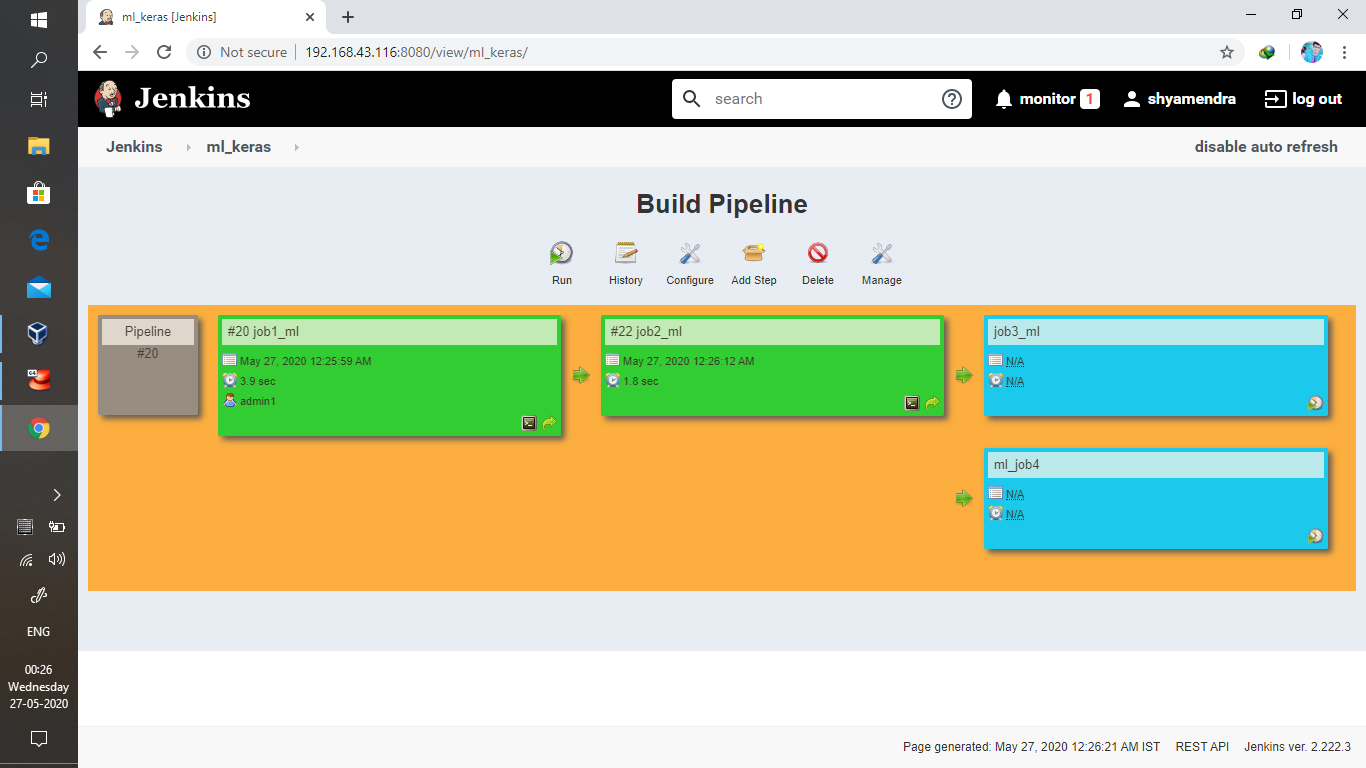 ml_keras [Jenkins]
Not secure 192.168.43.116:8080/view/ml_keras/
Jenkins search monitor 1 shyamendra log out
Jenkins ml_keras disable auto refresh
Build Pipeline
Run History Configure Add Step Delete Manage
Pipeline
#20
#20 job1_ml
May 27, 2020 12:25:59 AM
3.9 sec
admin1
#22 job2_ml
May 27, 2020 12:26:12 AM
1.8 sec
job3_ml
N/A
N/A
ml_job4
N/A
N/A
64
ENG
00:26
Wednesday
27-05-2020
Page generated: May 27, 2020 12:26:21 AM IST REST API Jenkins ver. 2.222.3